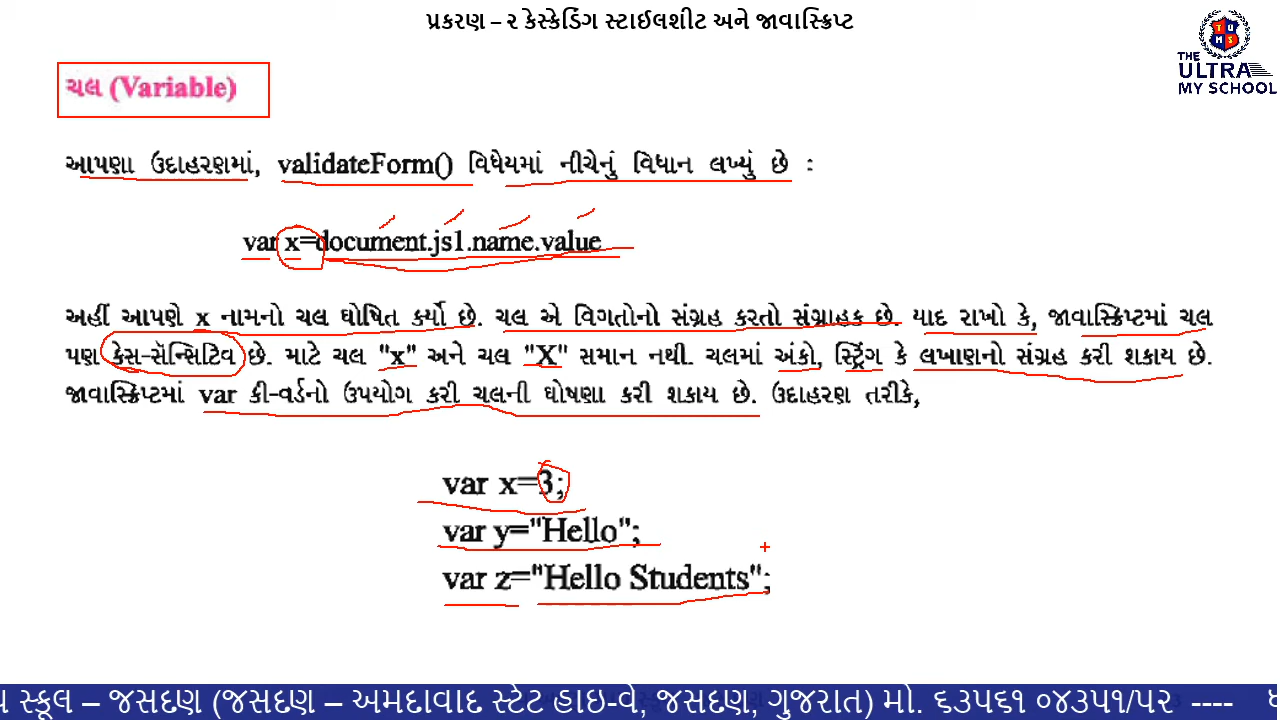 પ્રકરણ – ૨ કેસ્કેડિંગ સ્ટાઈલશીટ અને જાવાસ્ક્રિપ્ટ
TUMS
THE
ULTRA
MY SCHOOL
ચલ (Variable)
આપણા ઉદાહરણમાં, validateForm() વિધેયમાં નીચેનું વિધાન લખ્યું છે :
var x=document.js1.name.value
અહીં આપણે x નામનો ચલ ઘોષિત કર્યો છે. ચલ એ વિગતોનો સંગ્રહ કરતો સંગ્રાહક છે. યાદ રાખો કે, જાવાસ્ક્રિપ્ટમાં ચલ
પણ કેસ-સૅન્સિટિવ છે. માટે ચલ "x" અને ચલ "X" સમાન નથી. ચલમાં અંકો, સ્ટ્રિંગ કે લખાણનો સંગ્રહ કરી શકાય છે.
જાવાસ્ક્રિપ્ટમાં var કી-વર્ડનો ઉપયોગ કરી ચલની ઘોષણા કરી શકાય છે. ઉદાહરણ તરીકે,
var x=3;
var y="Hello";
var z="Hello Students";
સ્કૂલ – જસદણ (જસદણ – અમદાવાદ સ્ટેટ હાઇ-વે, જસદણ, ગુજરાત) મો. ૬૩૫૬૧ ૦૪૩૫૧/૫૨ ----